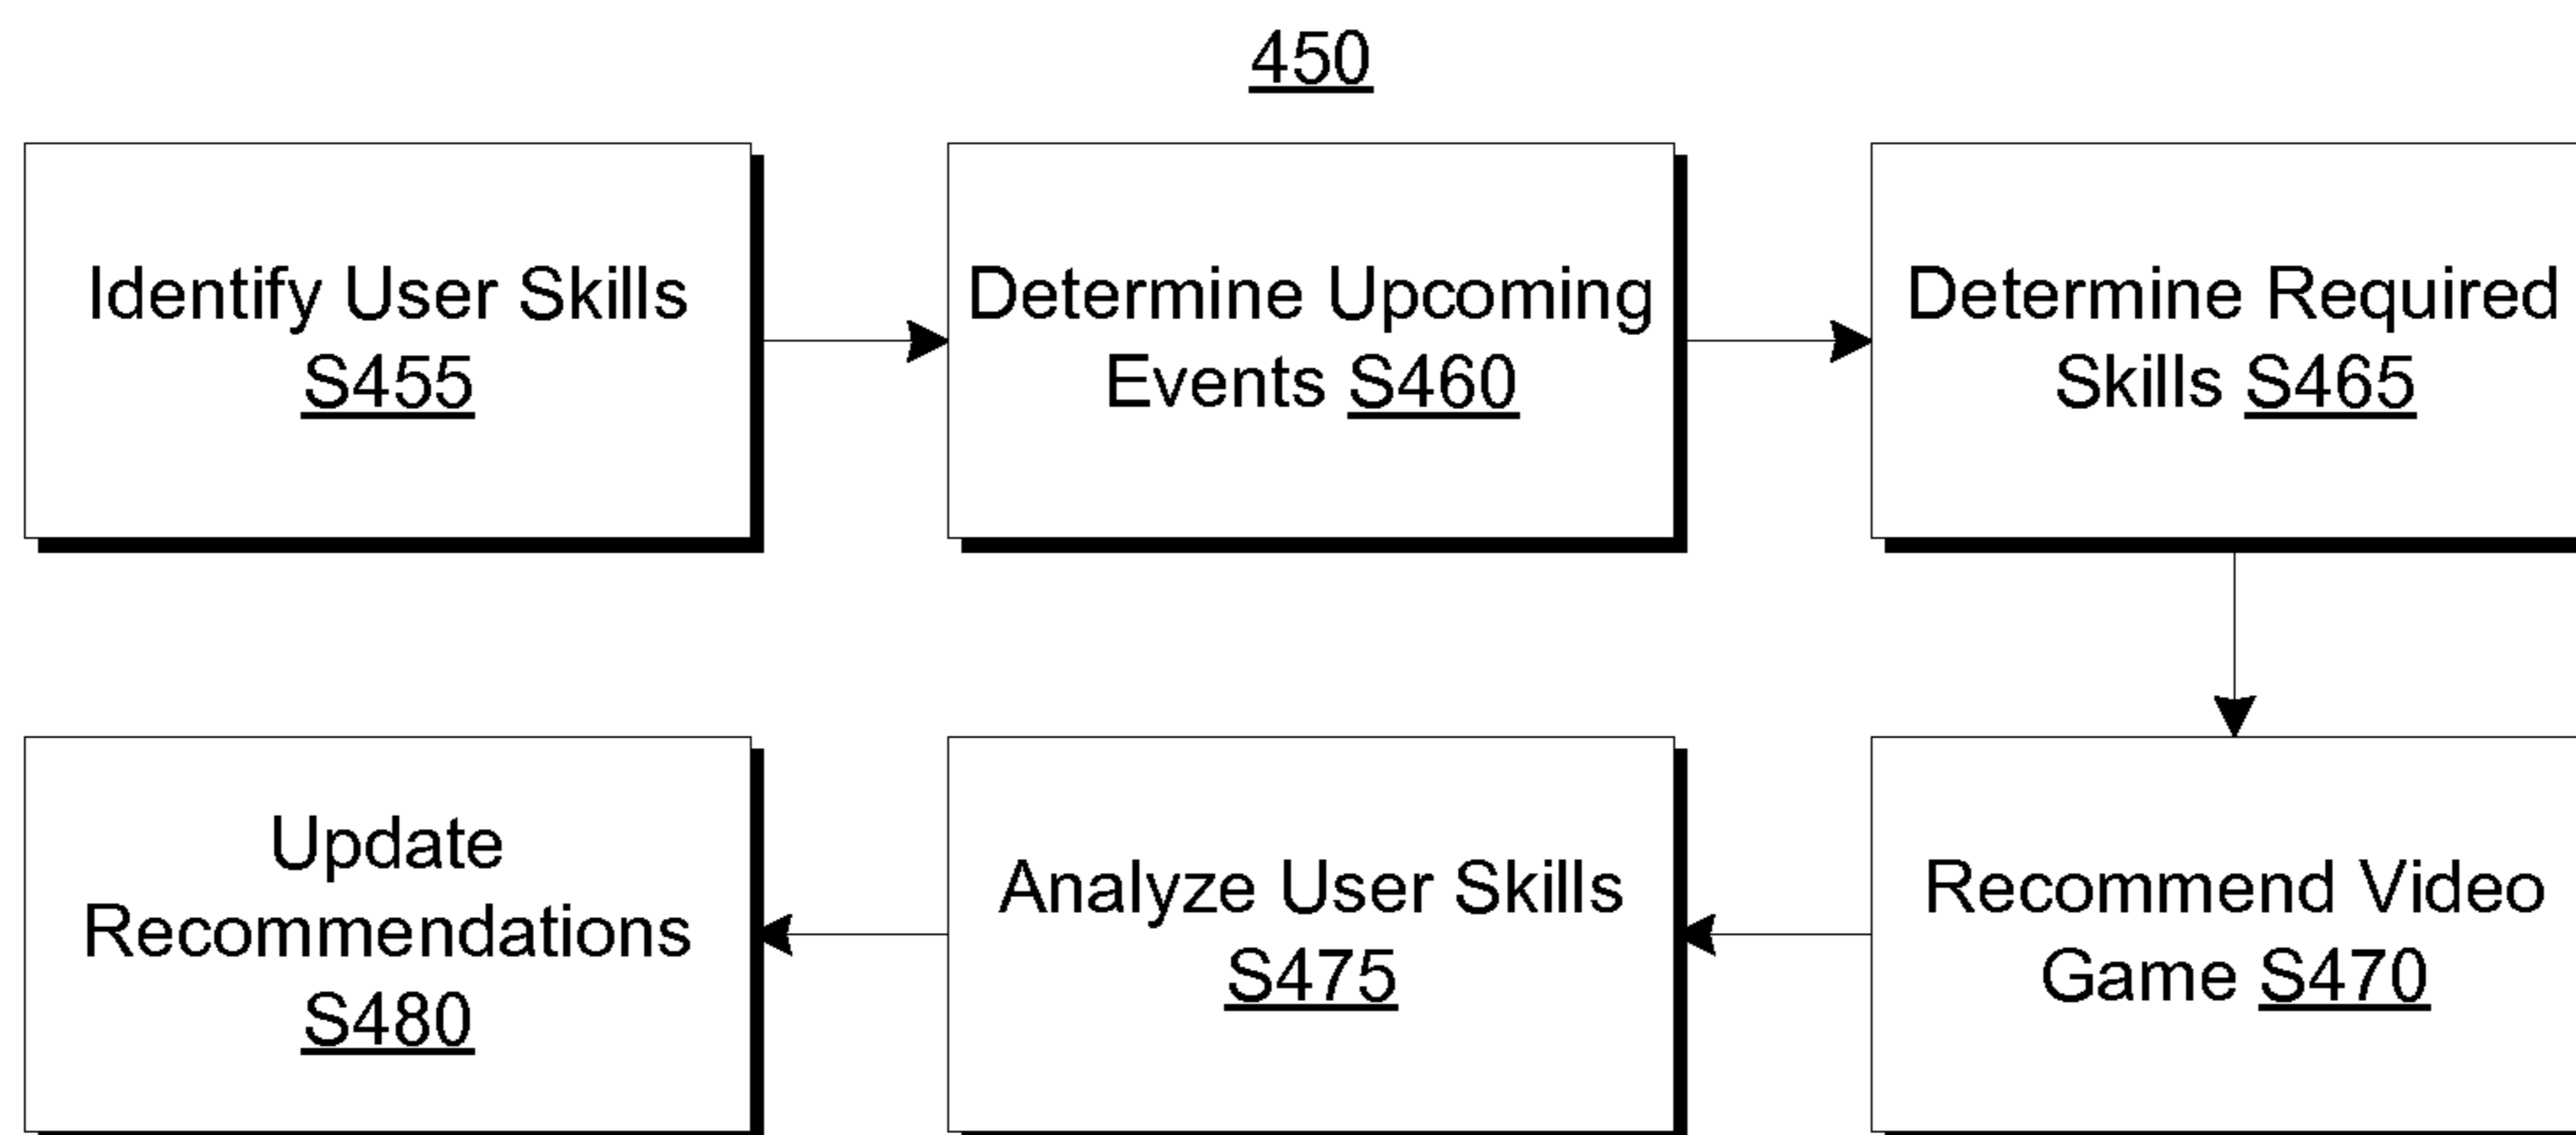 450
Identify User Skills
S455
Determine Upcoming
Events S460
Determine Required
Skills S465
Recommend Video
Game S470
Analyze User Skills
S475
Update
Recommendations
S480